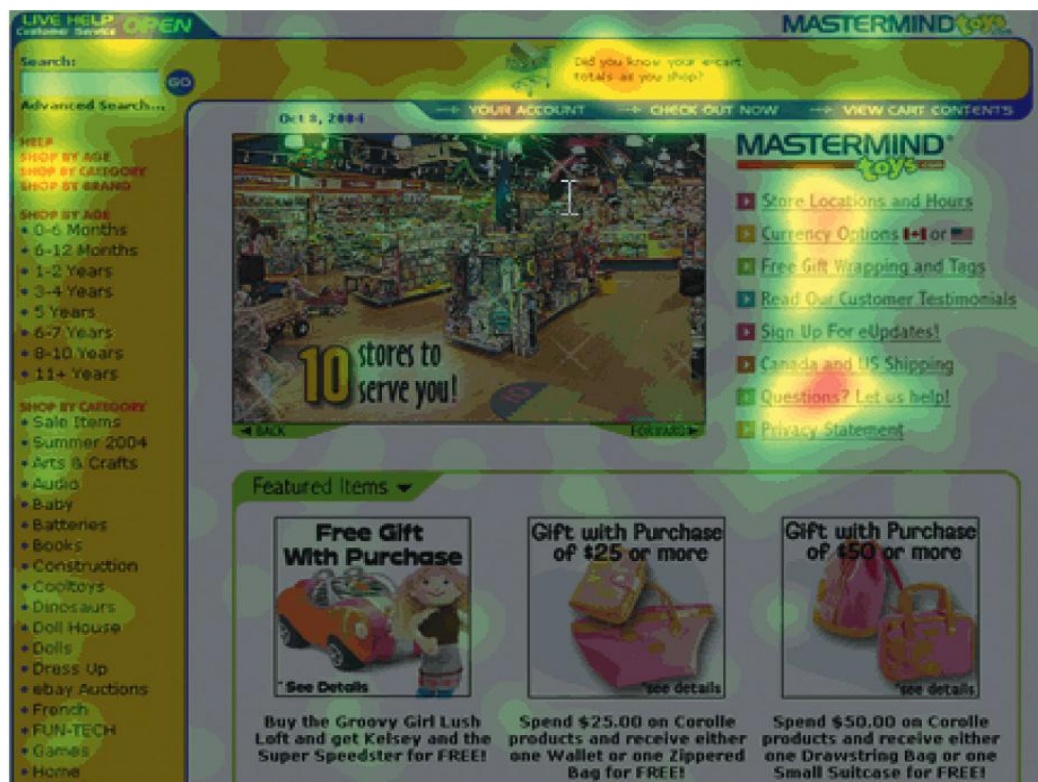 LIVE HELP OPEN
Customer Service
MASTERMIND toys
Search:
GO
Advanced Search...
Did you know your e-cart
totals as you shop?
YOUR ACCOUNT
CHECK OUT NOW
VIEW CART CONTENTS
HELP
SHOP BY AGE
SHOP BY CATEGORY
SHOP BY BRAND
SHOP BY AGE
0-6 Months
6-12 Months
1-2 Years
3-4 Years
5 Years
6-7 Years
8-10 Years
11+ Years
SHOP BY CATEGORY
Sale Items
Summer 2004
Arts & Crafts
Audio
Baby
Batteries
Books
Construction
Cooltoys
Dinosaurs
Doll House
Dolls
Dress Up
ebay Auctions
French
FUN-TECH
Games
Home
Oct 8, 2004
10 stores to
serve you!
BACK
FORWARD
MASTERMIND®
toys.com
Store Locations and Hours
Currency Options or
Free Gift Wrapping and Tags
Read Our Customer Testimonials
Sign Up For eUpdates!
Canada and US Shipping
Questions? Let us help!
Privacy Statement
Featured Items
Free Gift
With Purchase
*See Details
Buy the Groovy Girl Lush
Loft and get Kelsey and the
Super Speedster for FREE!
Gift with Purchase
of $25 or more
*see details
Spend $25.00 on Corolle
products and receive either
one Wallet or one Zippered
Bag for FREE!
Gift with Purchase
of $50 or more
*see details
Spend $50.00 on Corolle
products and receive either
one Drawstring Bag or one
Small Suitcase for FREE!